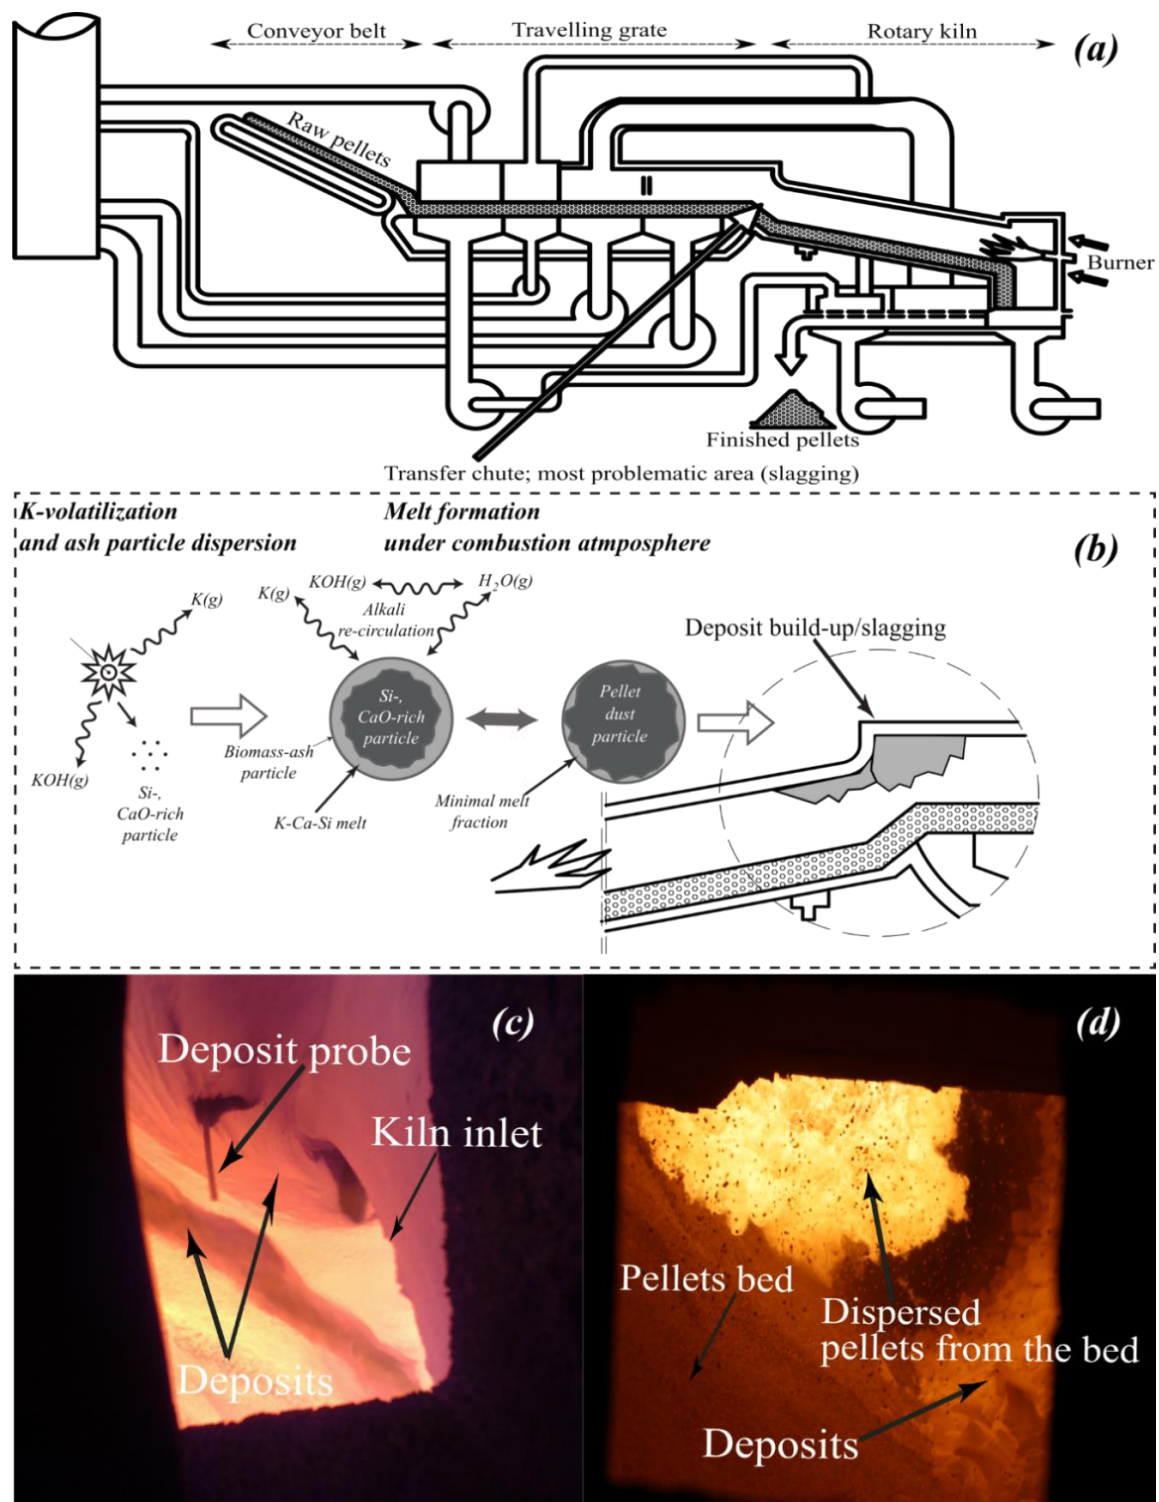 Conveyor belt
Travelling grate
Rotary kiln
(a)
Raw pellets
Burner
Finished pellets
Transfer chute; most problematic area (slagging)
K-volatilization
and ash particle dispersion
Melt formation
under combustion atmposphere
(b)
K(g)
KOH(g)
Si-,
CaO-rich
particle
K(g)
KOH(g)
H2O(g)
Alkali
re-circulation
Si-,
CaO-rich
particle
Biomass-ash
particle
K-Ca-Si melt
Pellet
dust
particle
Minimal melt
fraction
Deposit build-up/slagging
(c)
Deposit probe
Kiln inlet
Deposits
(d)
Pellets bed
Dispersed
pellets from the bed
Deposits